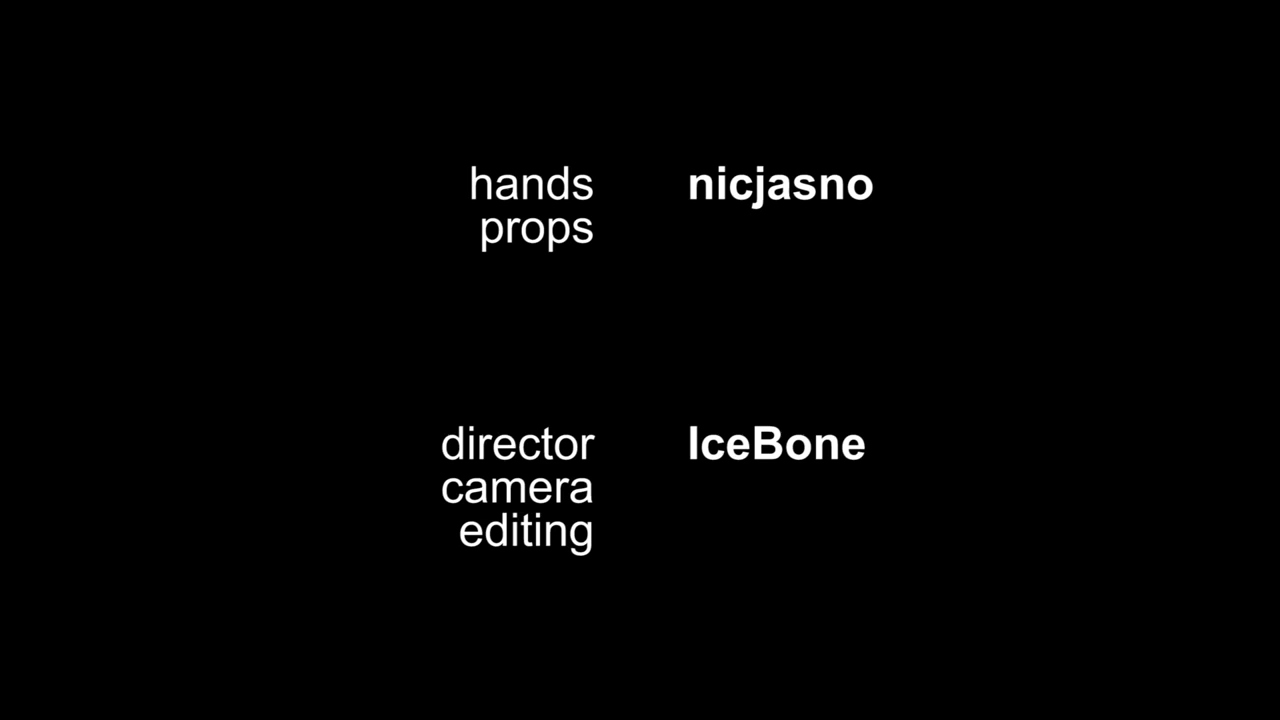 hands nicjasno
props
director IceBone
camera
editing